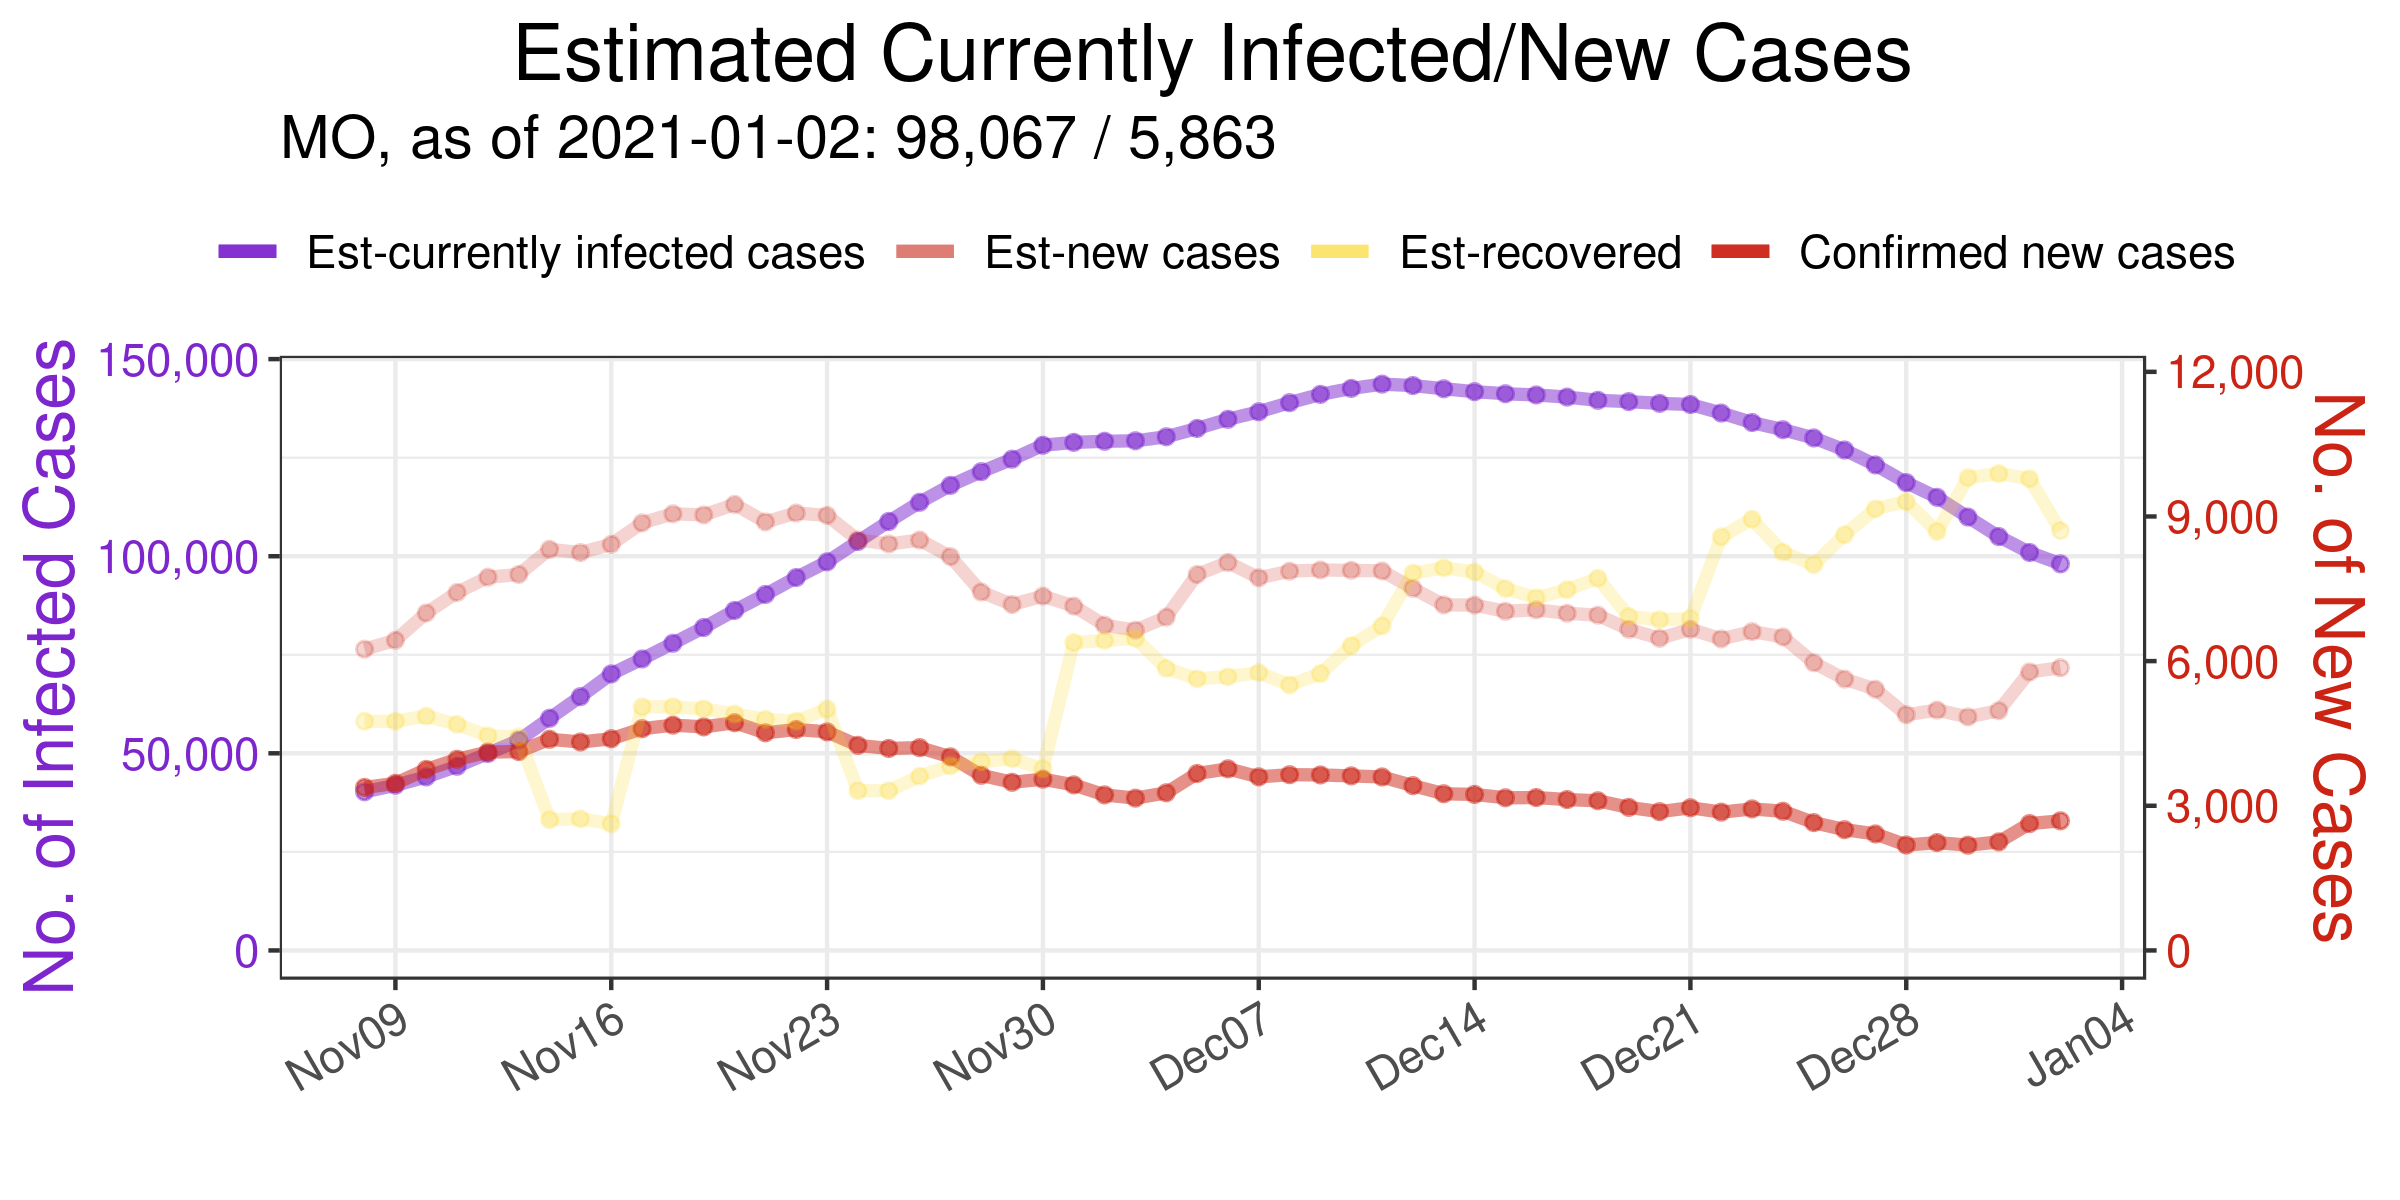 Estimated Currently Infected/New Cases
MO, as of 2021-01-02: 98,067 / 5,863
Est-currently infected cases Est-new cases Est-recovered Confirmed new cases
No. of Infected Cases
150,000
100,000
50,000
0
12,000
9,000
6,000
3,000
0
No. of New Cases
Nov09 Nov16 Nov23 Nov30 Dec07 Dec14 Dec21 Dec28 Jan04